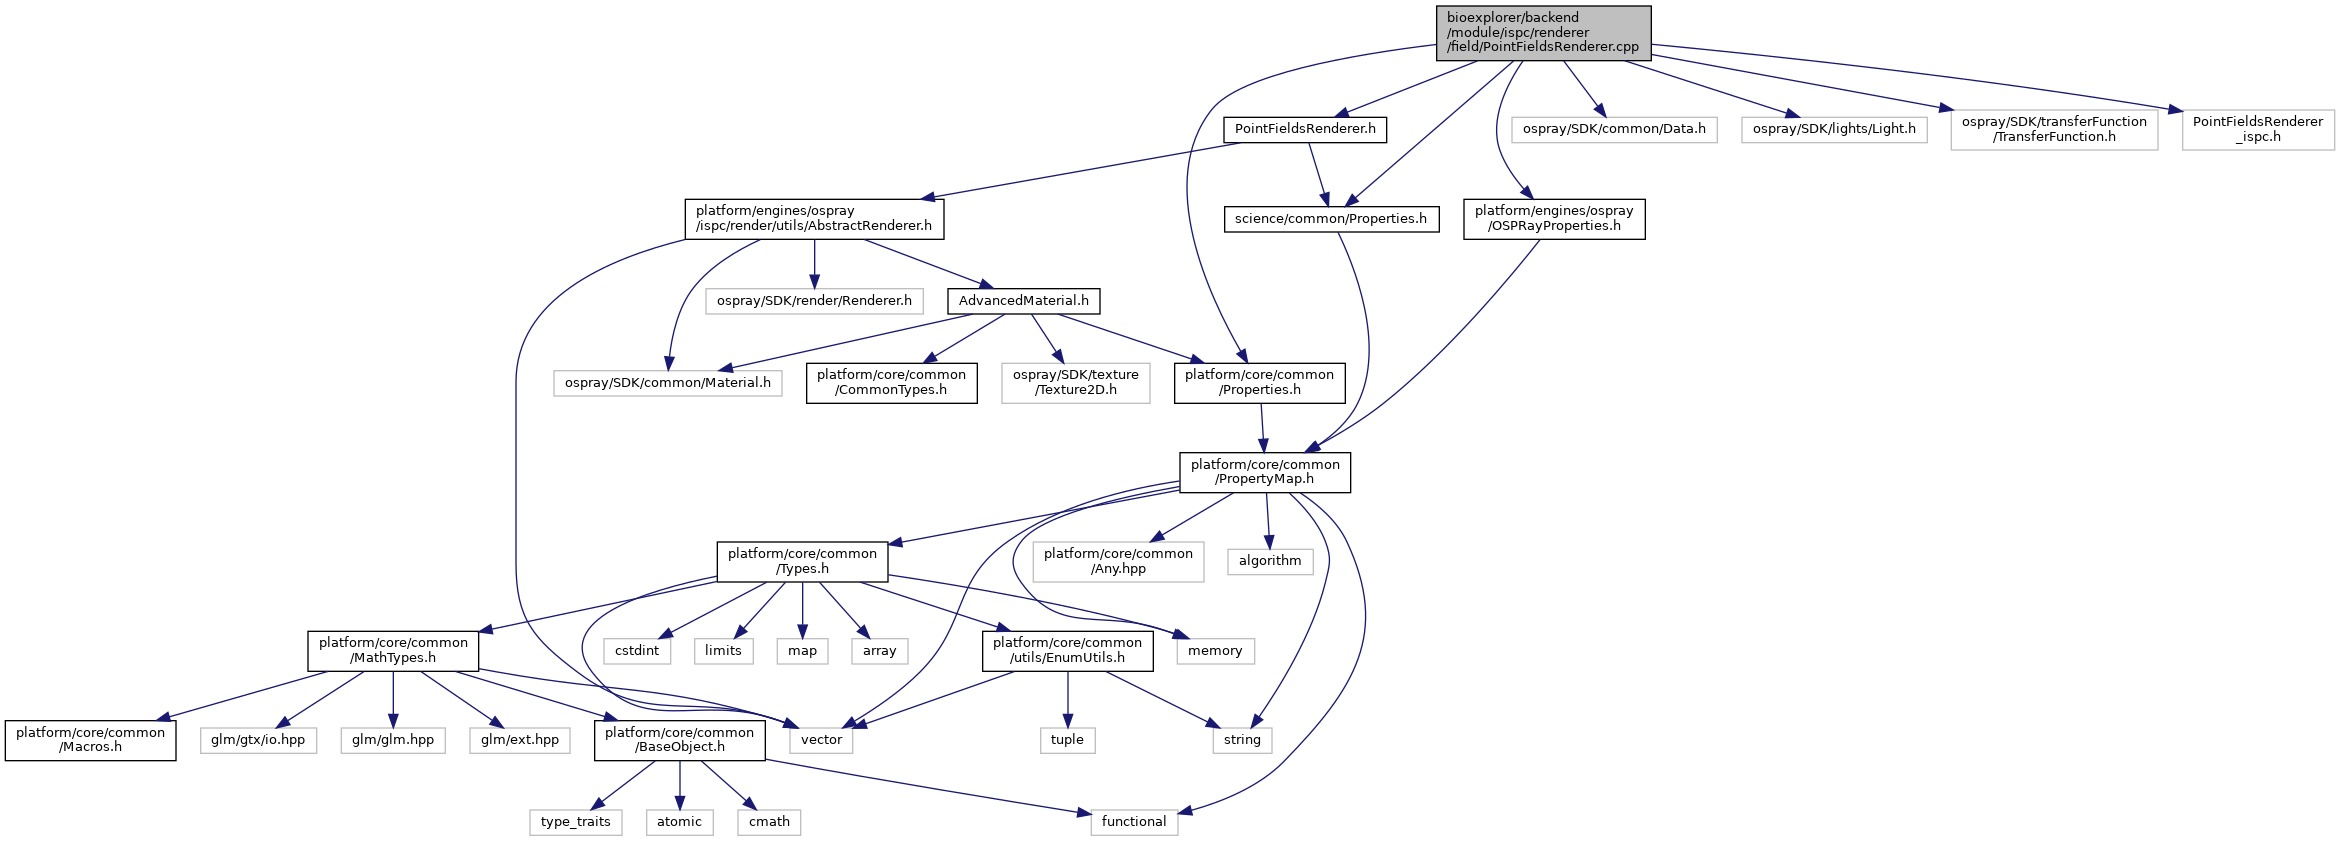 bioexplorer/backend
/module/ispc/renderer
/field/PointFieldsRenderer.cpp
PointFieldsRenderer.h
ospray/SDK/common/Data.h
ospray/SDK/lights/Light.h
ospray/SDK/transferFunction
/TransferFunction.h
PointFieldsRenderer
_ispc.h
platform/engines/ospray
/ispc/render/utils/AbstractRenderer.h
science/common/Properties.h
platform/engines/ospray
/OSPRayProperties.h
ospray/SDK/render/Renderer.h
AdvancedMaterial.h
ospray/SDK/common/Material.h
platform/core/common
/CommonTypes.h
ospray/SDK/texture
/Texture2D.h
platform/core/common
/Properties.h
platform/core/common
/PropertyMap.h
platform/core/common
/Types.h
platform/core/common
/Any.hpp
algorithm
platform/core/common
/MathTypes.h
cstdint
limits
map
array
platform/core/common
/utils/EnumUtils.h
memory
platform/core/common
/Macros.h
glm/gtx/io.hpp
glm/glm.hpp
glm/ext.hpp
platform/core/common
/BaseObject.h
vector
tuple
string
type_traits
atomic
cmath
functional